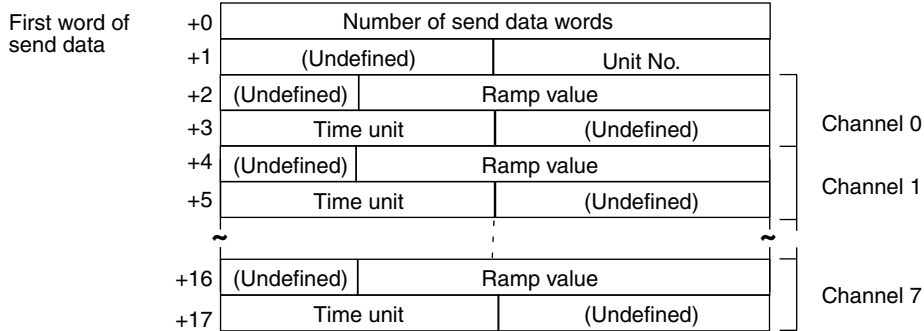 First word of
send data
+0 Number of send data words
+1 (Undefined) Unit No.
+2 (Undefined) Ramp value
+3 Time unit (Undefined)
Channel 0
+4 (Undefined) Ramp value
+5 Time unit (Undefined)
Channel 1
~ ~
+16 (Undefined) Ramp value
+17 Time unit (Undefined)
Channel 7